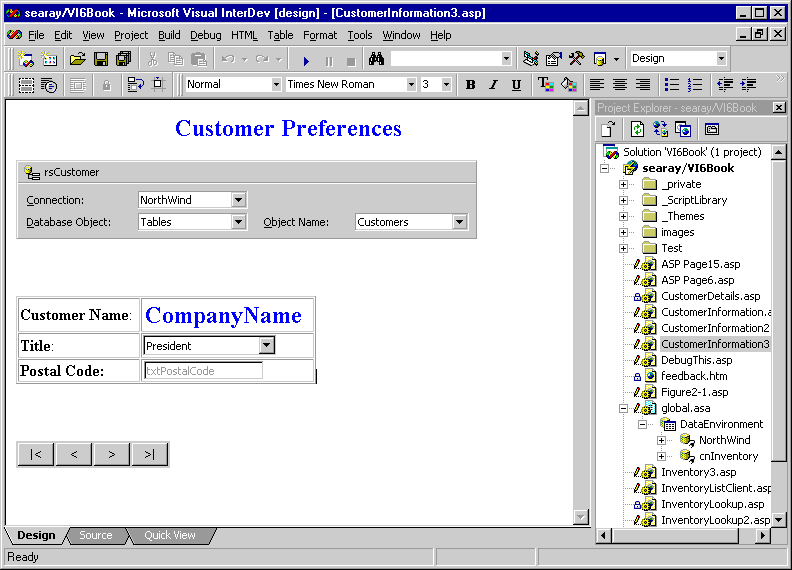 searay/VI6Book - Microsoft Visual InterDev [design] - [CustomerInformation3.asp]
File Edit View Project Build Debug HTML Table Format Tools Window Help
Design
Normal Times New Roman 3 B I U
Customer Preferences
rsCustomer
Connection: NorthWind
Database Object: Tables Object Name: Customers
Customer Name: CompanyName
Title: President
Postal Code: txtPostalCode
|< < > >|
Design Source Quick View
Ready
Project Explorer - searay/VI6Book
Solution 'VI6Book' (1 project)
searay/VI6Book
_private
_ScriptLibrary
_Themes
images
Test
ASP Page15.asp
ASP Page6.asp
CustomerDetails.asp
CustomerInformation.a
CustomerInformation2
CustomerInformation3
DebugThis.asp
feedback.htm
Figure2-1.asp
global.asa
DataEnvironment
NorthWind
cnInventory
Inventory3.asp
InventoryListClient.asp
InventoryLookup.asp
InventoryLookup2.asp